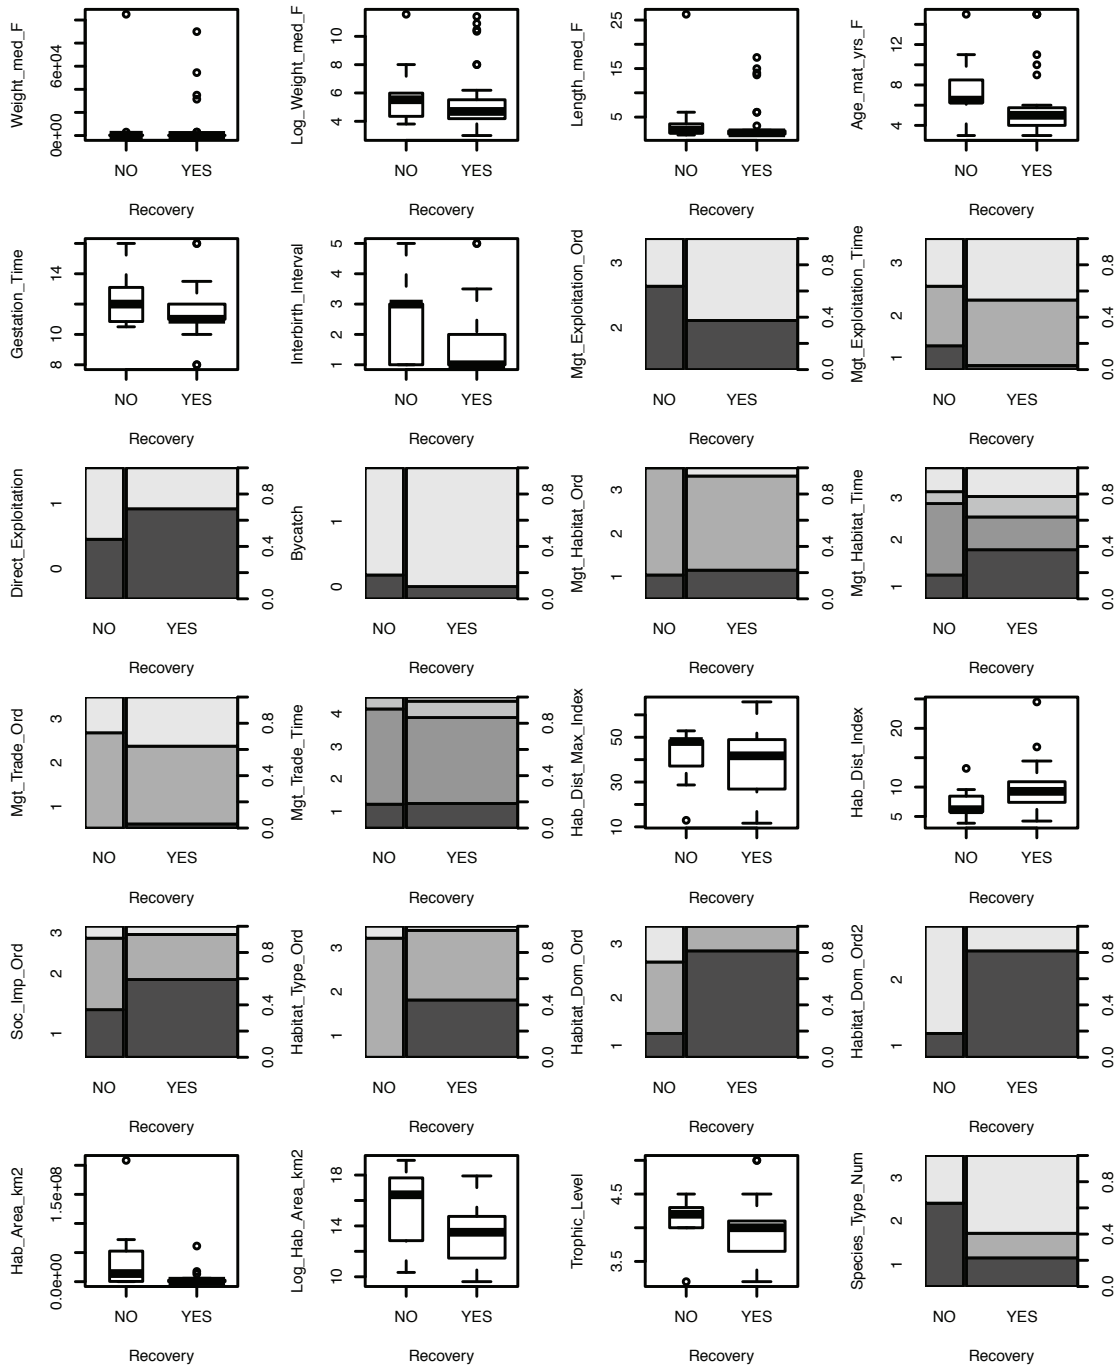 Weight_med_F
0e+00 6e+04
NO YES
Recovery
Log_Weight_med_F
4 6 8 10
NO YES
Recovery
Length_med_F
5 15 25
NO YES
Recovery
Age_mat_yrs_F
4 8 12
NO YES
Recovery
Gestation_Time
8 10 14
NO YES
Recovery
Interbirth_Interval
1 2 3 4 5
NO YES
Recovery
Mgt_Exploitation_Ord
2 3
0.0 0.4 0.8
NO YES
Recovery
Mgt_Exploitation_Time
1 2 3
0.0 0.4 0.8
NO YES
Recovery
Direct_Exploitation
0 1
0.0 0.4 0.8
NO YES
Recovery
Bycatch
0 1
0.0 0.4 0.8
NO YES
Recovery
Mgt_Habitat_Ord
1 2 3
0.0 0.4 0.8
NO YES
Recovery
Mgt_Habitat_Time
1 2 3
0.0 0.4 0.8
NO YES
Recovery
Mgt_Trade_Ord
1 3
0.0 0.4 0.8
NO YES
Recovery
Mgt_Trade_Time
1 2 3 4
0.0 0.4 0.8
NO YES
Recovery
Hab_Dist_Max_Index
10 30 50
NO YES
Recovery
Hab_Dist_Index
5 10 20
NO YES
Recovery
Soc_Imp_Ord
1 2 3
0.0 0.4 0.8
NO YES
Recovery
Habitat_Type_Ord
1 2 3
0.0 0.4 0.8
NO YES
Recovery
Habitat_Dom_Ord
1 2 3
0.0 0.4 0.8
NO YES
Recovery
Habitat_Dom_Ord2
1 2
0.0 0.4 0.8
NO YES
Recovery
Hab_Area_km2
0.0e+00 1.5e+08
NO YES
Recovery
Log_Hab_Area_km2
10 14 18
NO YES
Recovery
Trophic_Level
3.5 4.5
NO YES
Recovery
Species_Type_Num
1 2 3
0.0 0.4 0.8
NO YES
Recovery